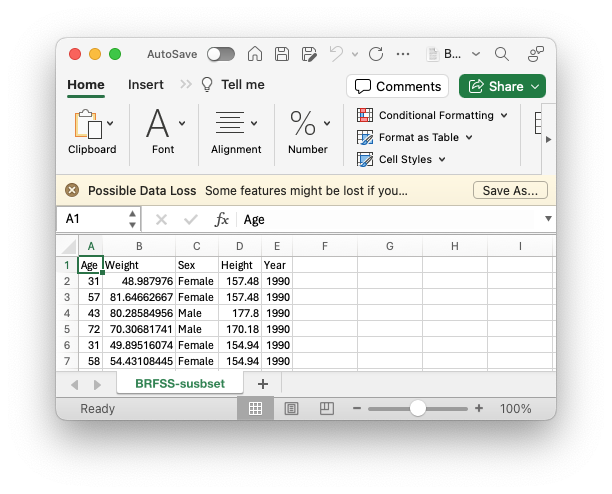 AutoSave ··· B...
Home Insert >> Tell me Comments Share
Clipboard Font Alignment Number
Conditional Formatting
Format as Table
Cell Styles
Possible Data Loss Some features might be lost if you... Save As...
A1 fx Age
A B C D E F G H I
1 Age Weight Sex Height Year
2 31 48.987976 Female 157.48 1990
3 57 81.64662667 Female 157.48 1990
4 43 80.28584956 Male 177.8 1990
5 72 70.30681741 Male 170.18 1990
6 31 49.89516074 Female 154.94 1990
7 58 54.43108445 Female 154.94 1990
BRFSS-susbset +
Ready − + 100%